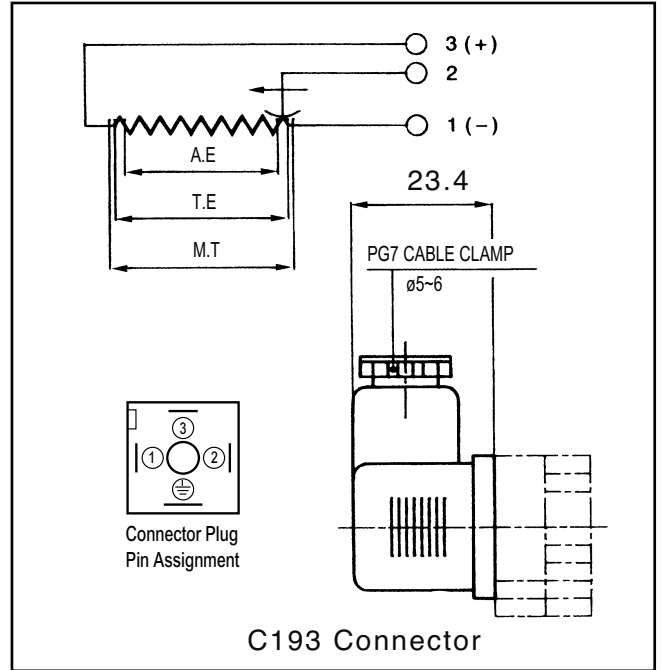 3 (+)
2
1 (−)
A.E
T.E
M.T
23.4
PG7 CABLE CLAMP
ø5~6
3
1 2
Connector Plug
Pin Assignment
C193 Connector